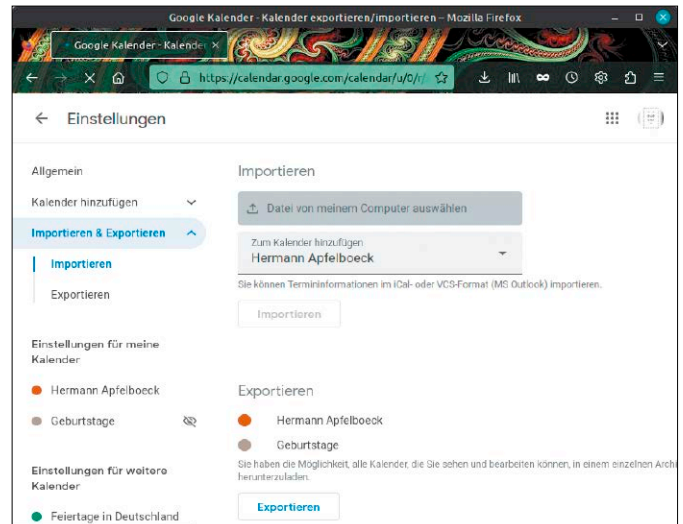 Google Kalender - Kalender exportieren/importieren – Mozilla Firefox
Google Kalender - Kalender
https://calendar.google.com/calendar/u/0/r/
Einstellungen
Allgemein
Kalender hinzufügen
Importieren & Exportieren
Importieren
Exportieren
Einstellungen für meine
Kalender
Hermann Apfelboeck
Geburtstage
Einstellungen für weitere
Kalender
Feiertage in Deutschland
Importieren
Datei von meinem Computer auswählen
Zum Kalender hinzufügen
Hermann Apfelboeck
Sie können Termininformationen im iCal- oder VCS-Format (MS Outlook) importieren.
Importieren
Exportieren
Hermann Apfelboeck
Geburtstage
Sie haben die Möglichkeit, alle Kalender, die Sie sehen und bearbeiten können, in einem einzelnen Archi
herunterzuladen.
Exportieren